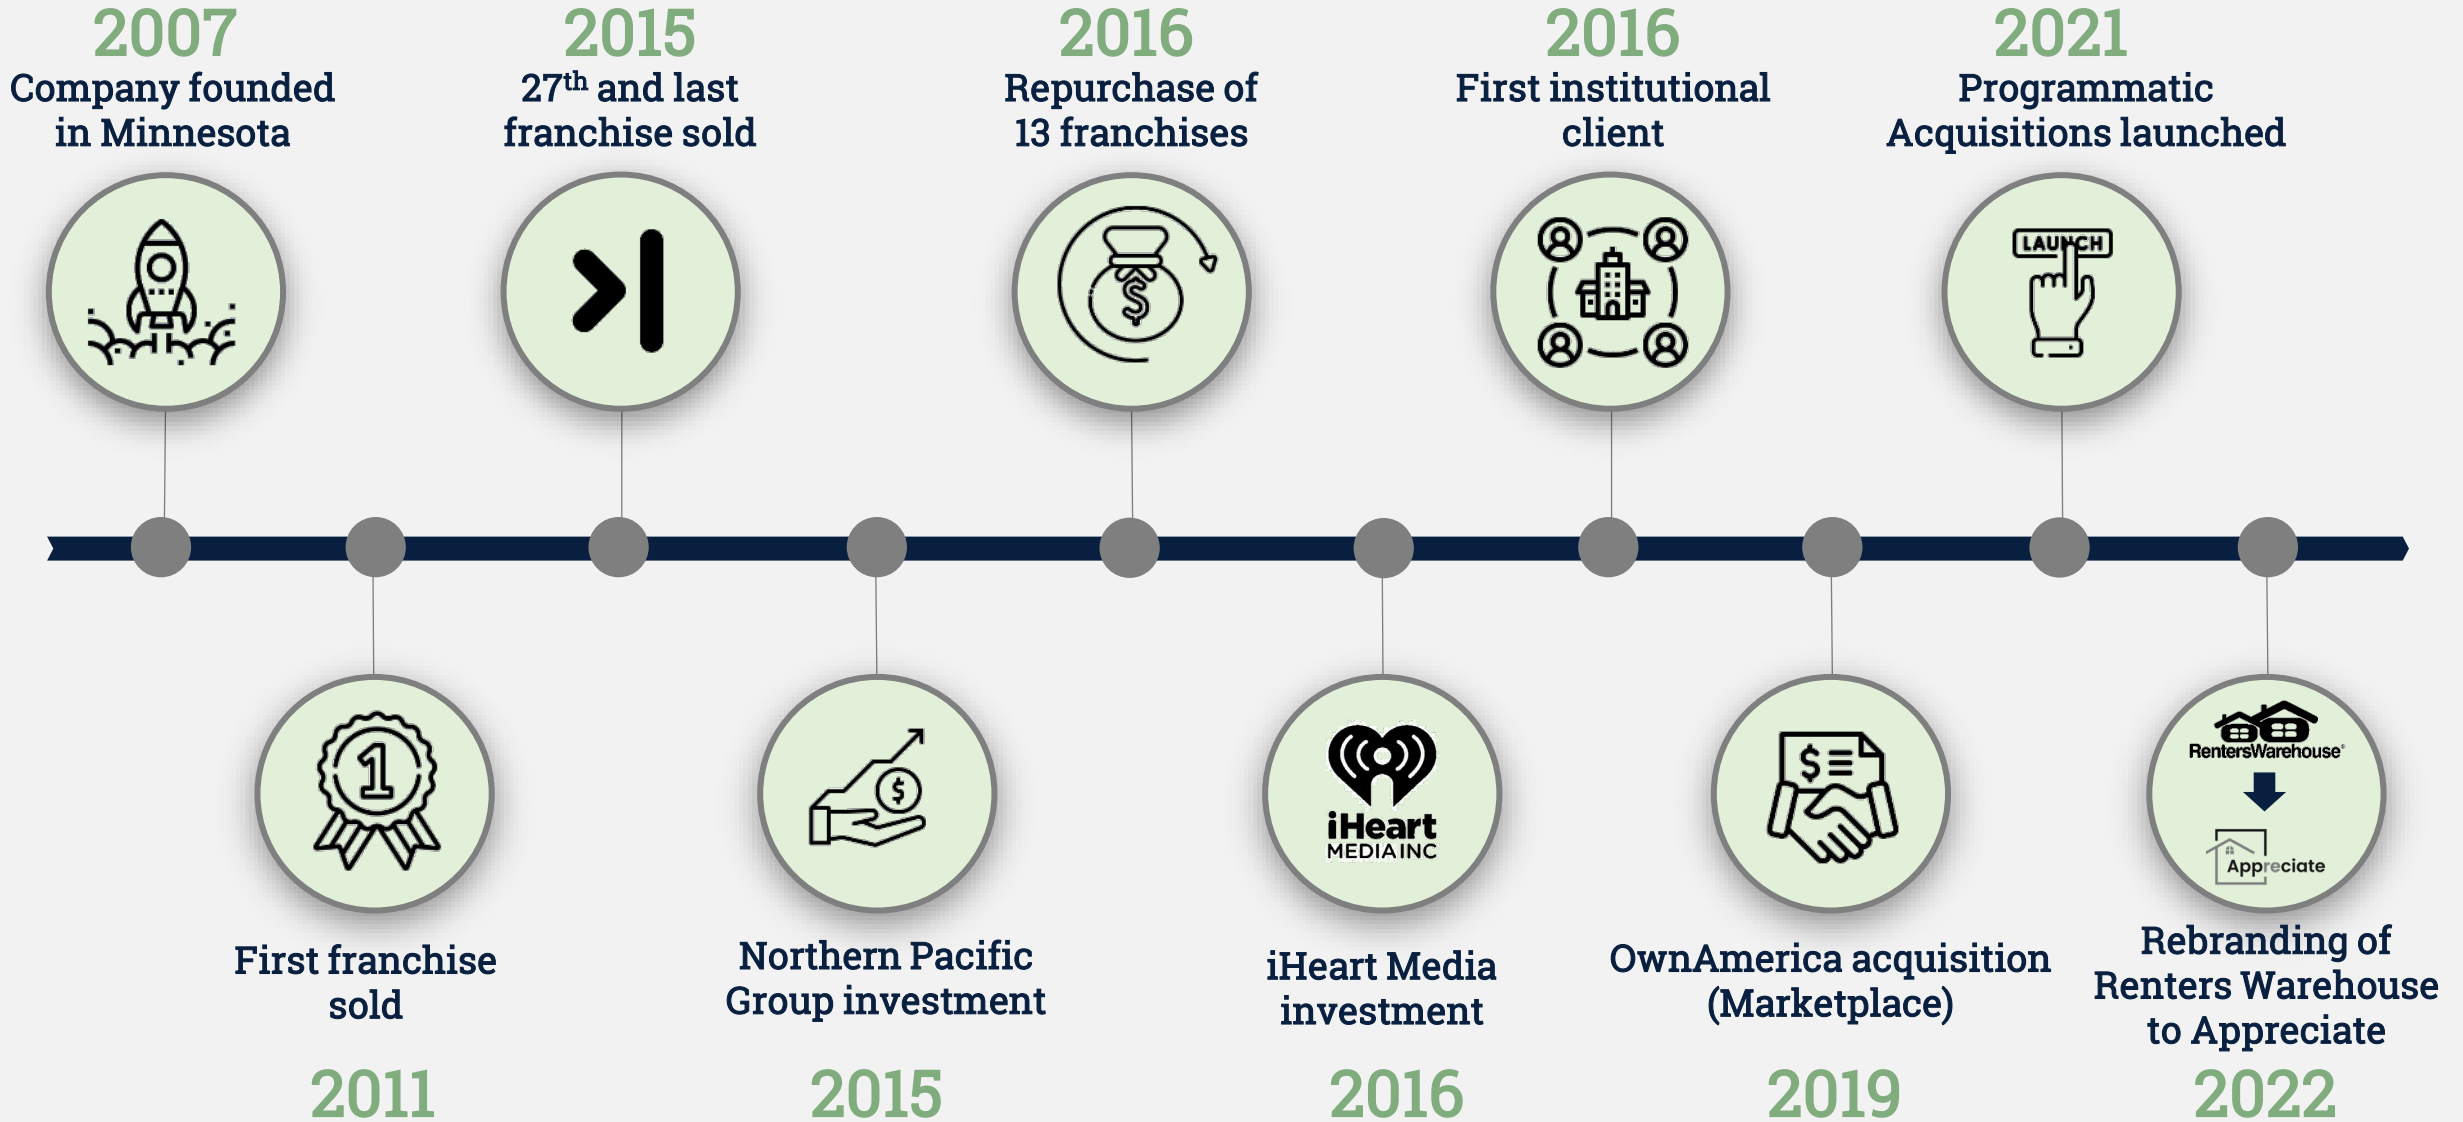 2007
Company founded
in Minnesota
2015
27th and last
franchise sold
2016
Repurchase of
13 franchises
2016
First institutional
client
2021
Programmatic
Acquisitions launched
LAUNCH
$
1
$
iHeart
MEDIA INC
$
RentersWarehouse®
Appreciate
First franchise
sold
2011
Northern Pacific
Group investment
2015
iHeart Media
investment
2016
OwnAmerica acquisition
(Marketplace)
2019
Rebranding of
Renters Warehouse
to Appreciate
2022